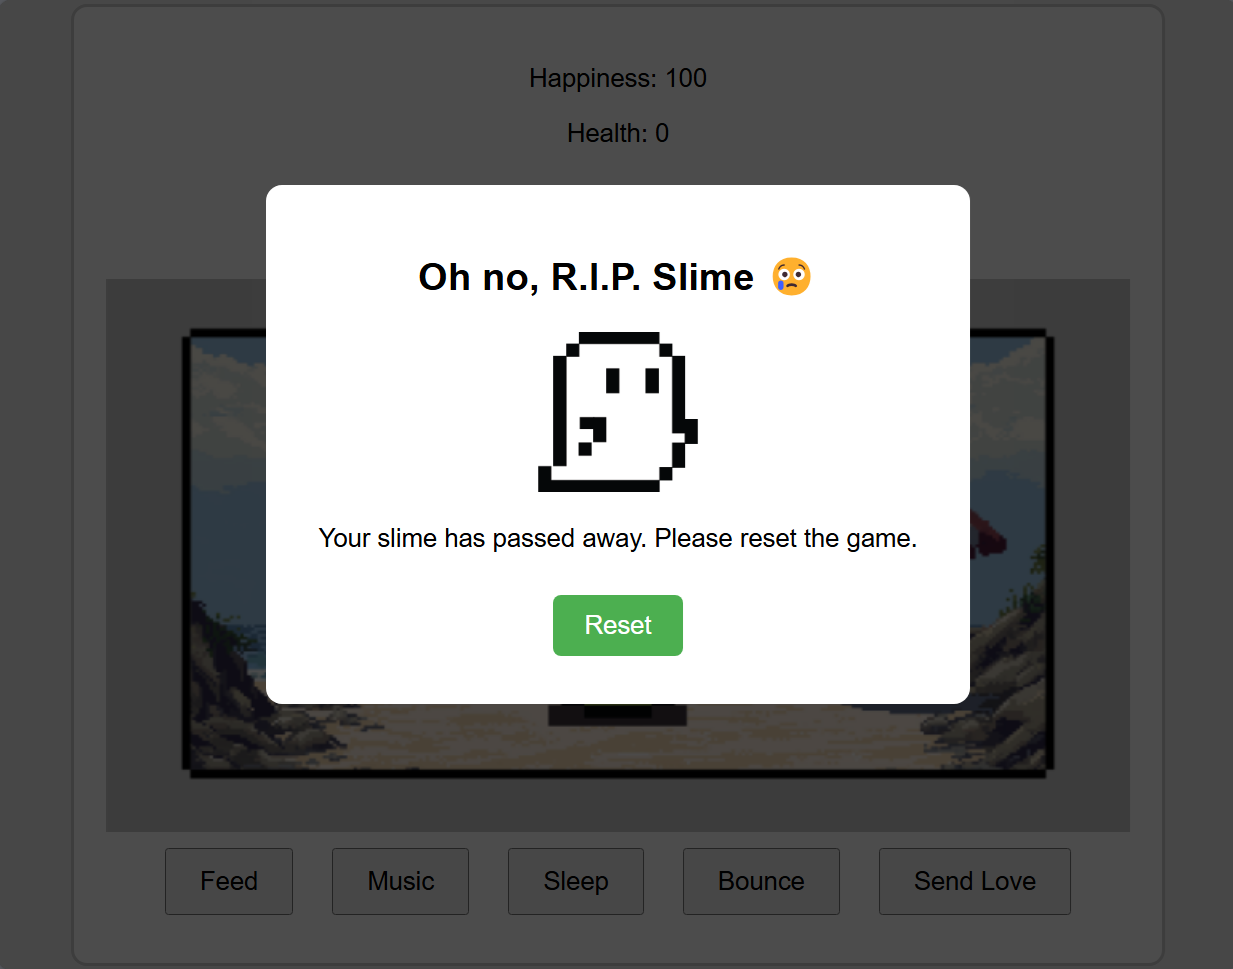 Happiness: 100
Health: 0
Oh no, R.I.P. Slime 😢
Your slime has passed away. Please reset the game.
Reset
Feed
Music
Sleep
Bounce
Send Love